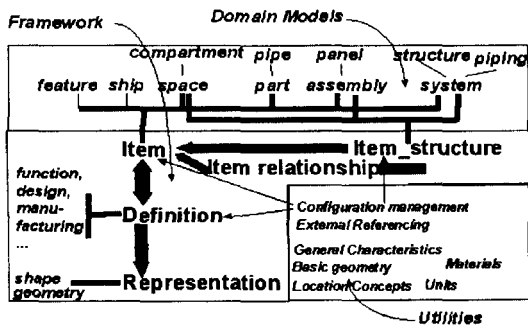 Framework
Domain Models
compartment pipe panel structure piping
feature ship space part assembly system
Item Item_structure
Item relationship
function,
design,
manu-
facturing
...
Definition
shape
geometry
Representation
Configuration management
External Referencing
General Characteristics
Basic geometry Materials
Location Concepts Units
Utilities